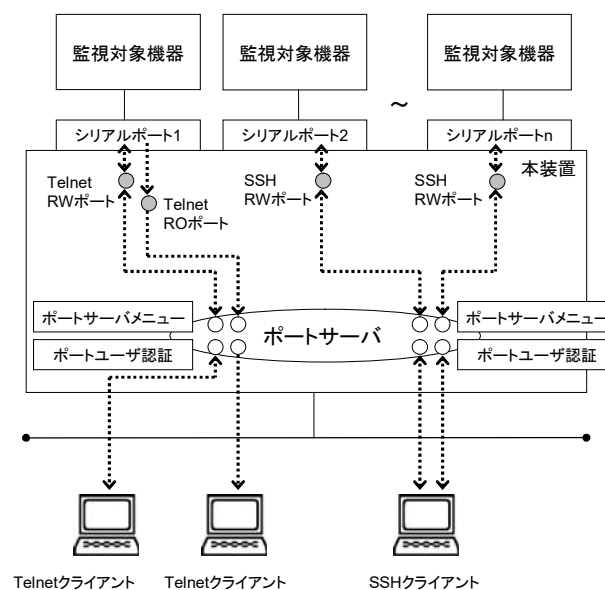 監視対象機器
監視対象機器
監視対象機器
~
シリアルポート1
シリアルポート2
シリアルポートn
本装置
Telnet
RWポート
Telnet
ROポート
SSH
RWポート
SSH
RWポート
ポートサーバメニュー
ポートサーバ
ポートサーバメニュー
ポートユーザ認証
ポートユーザ認証
Telnetクライアント
Telnetクライアント
SSHクライアント